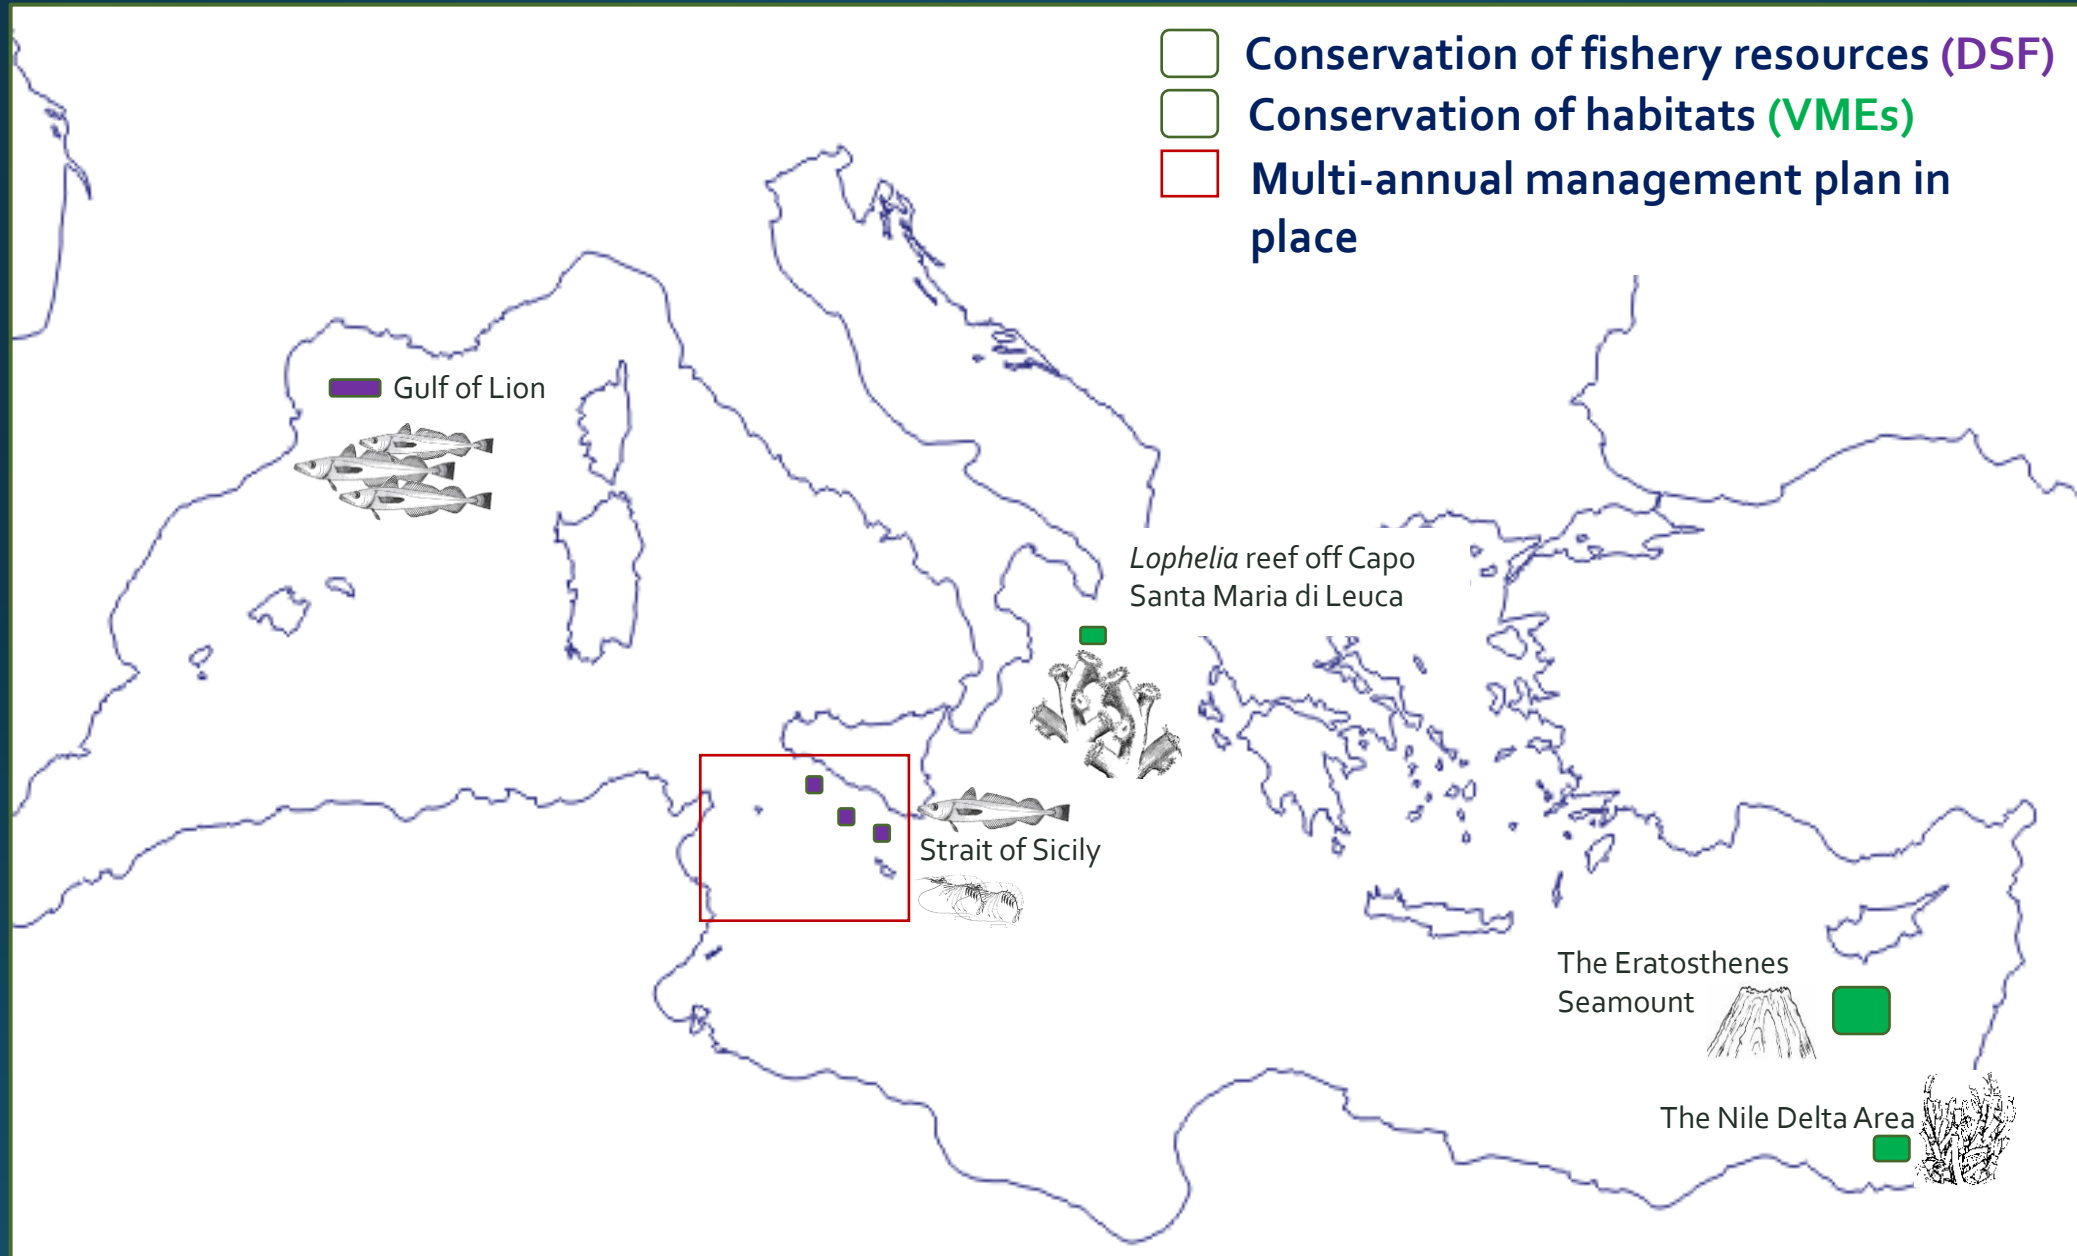 Conservation of fishery resources (DSF)
Conservation of habitats (VMEs)
Multi-annual management plan in
place
Gulf of Lion
Lophelia reef off Capo
Santa Maria di Leuca
Strait of Sicily
The Eratosthenes
Seamount
The Nile Delta Area